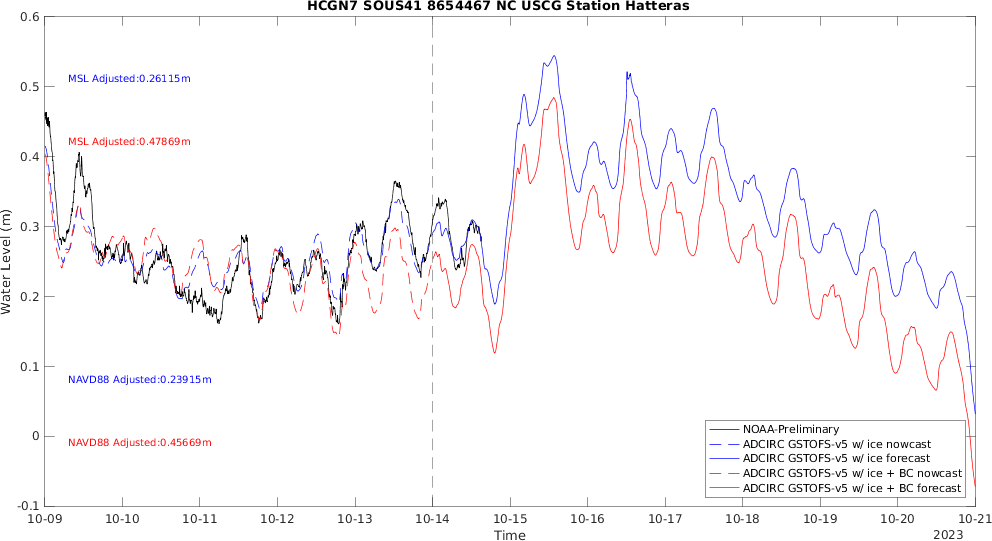 HCGN7 SOUS41 8654467 NC USCG Station Hatteras
0.6
0.5
0.4
0.3
0.2
0.1
0
-0.1
Water Level (m)
MSL Adjusted:0.26115m
MSL Adjusted:0.47869m
NAVD88 Adjusted:0.23915m
NAVD88 Adjusted:0.45669m
NOAA-Preliminary
ADCIRC GSTOFS-v5 w/ ice nowcast
ADCIRC GSTOFS-v5 w/ ice forecast
ADCIRC GSTOFS-v5 w/ ice + BC nowcast
ADCIRC GSTOFS-v5 w/ ice + BC forecast
10-09 10-10 10-11 10-12 10-13 10-14 10-15 10-16 10-17 10-18 10-19 10-20 10-21
Time
2023